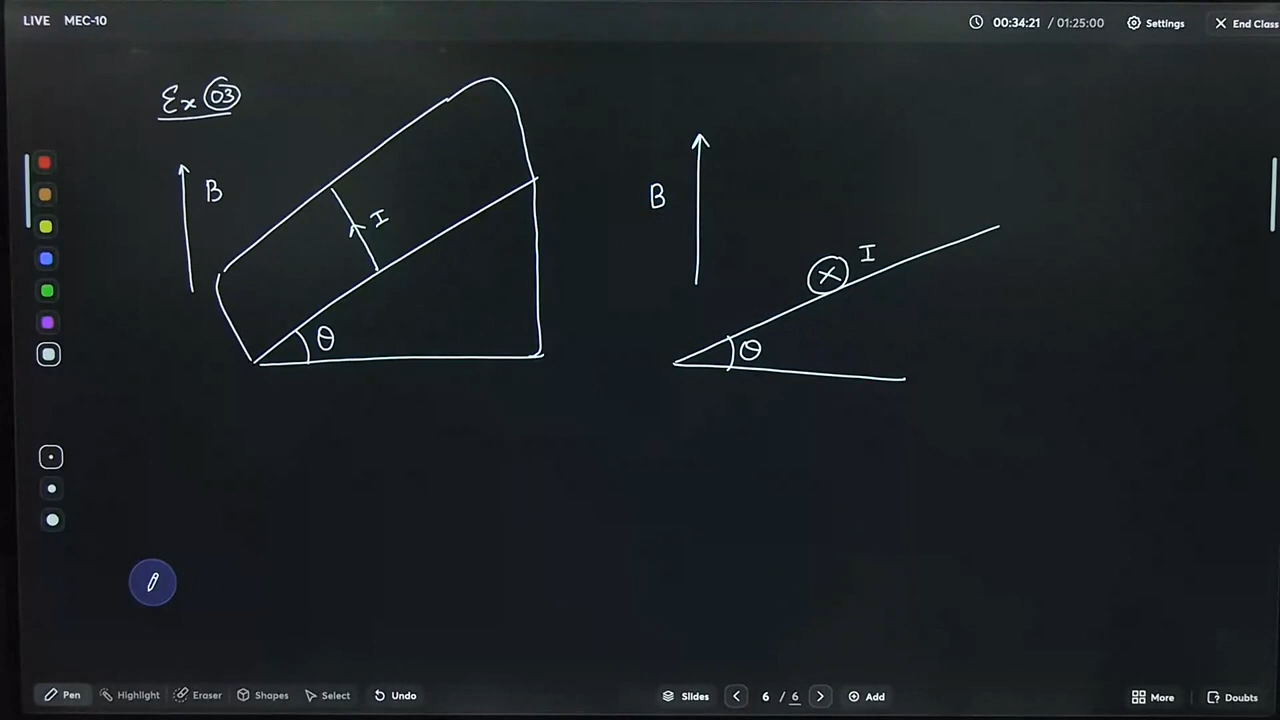 LIVE MEC-10
00:34:21 / 01:25:00 Settings End Class
Ex 03
B
I
θ
B
I
θ
Pen Highlight Eraser Shapes Select Undo
Slides 6 / 6 Add
More Doubts